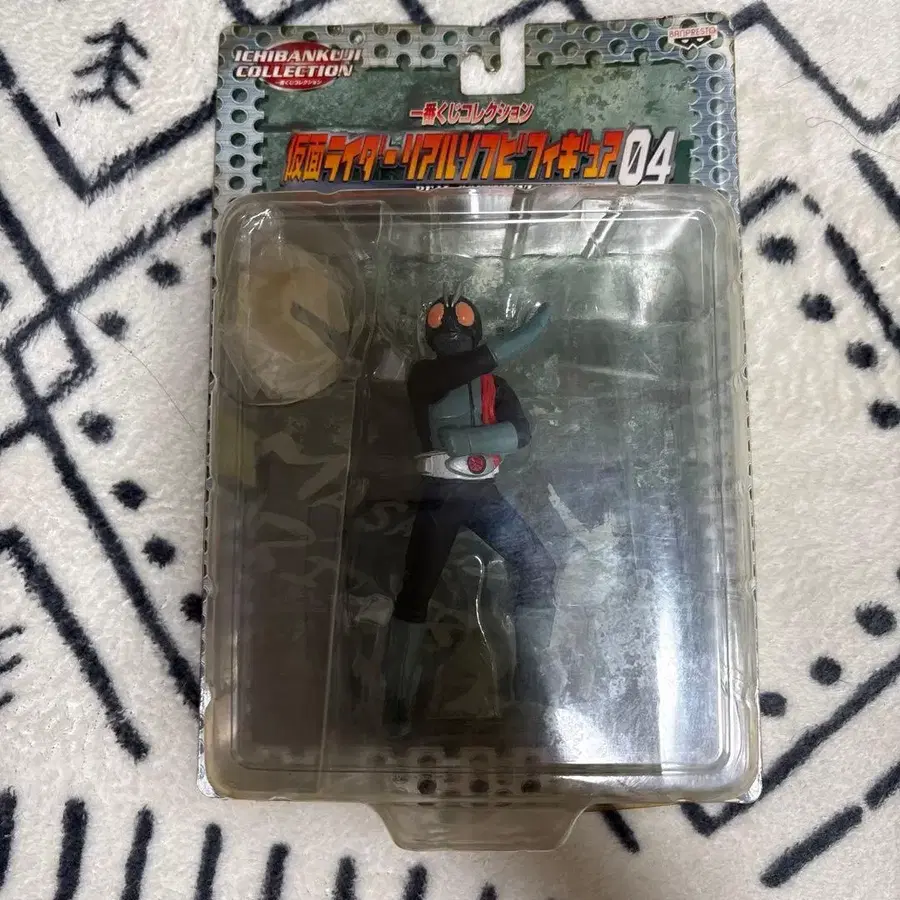 ICHIBANKUJI
COLLECTION
一番くじコレクション
BANPRESTO
一番くじコレクション
仮面ライダーリアルソフビフィギュア04